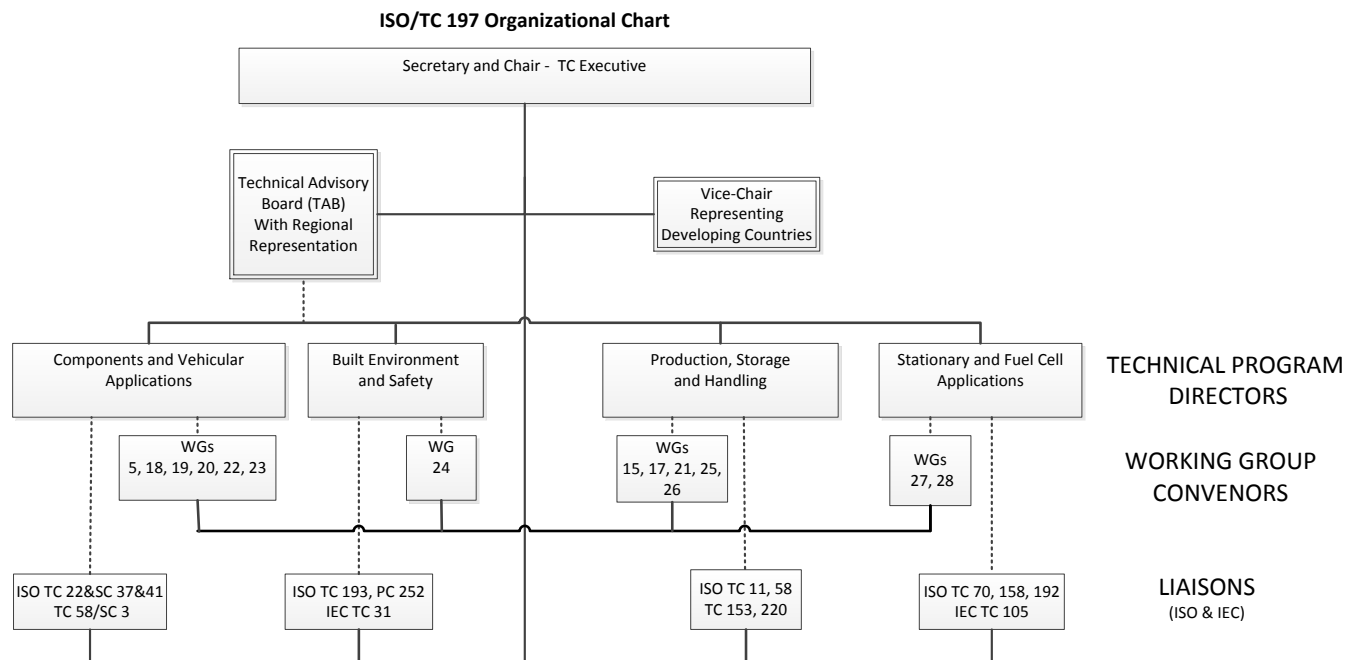 ISO/TC 197 Organizational Chart
Secretary and Chair - TC Executive
Technical Advisory
Board (TAB)
With Regional
Representation
Vice-Chair
Representing
Developing Countries
Components and Vehicular
Applications
Built Environment
and Safety
Production, Storage
and Handling
Stationary and Fuel Cell
Applications
TECHNICAL PROGRAM
DIRECTORS
WGs
5, 18, 19, 20, 22, 23
WG
24
WGs
15, 17, 21, 25,
26
WGs
27, 28
WORKING GROUP
CONVENORS
ISO TC 22&SC 37&41
TC 58/SC 3
ISO TC 193, PC 252
IEC TC 31
ISO TC 11, 58
TC 153, 220
ISO TC 70, 158, 192
IEC TC 105
LIAISONS
(ISO & IEC)